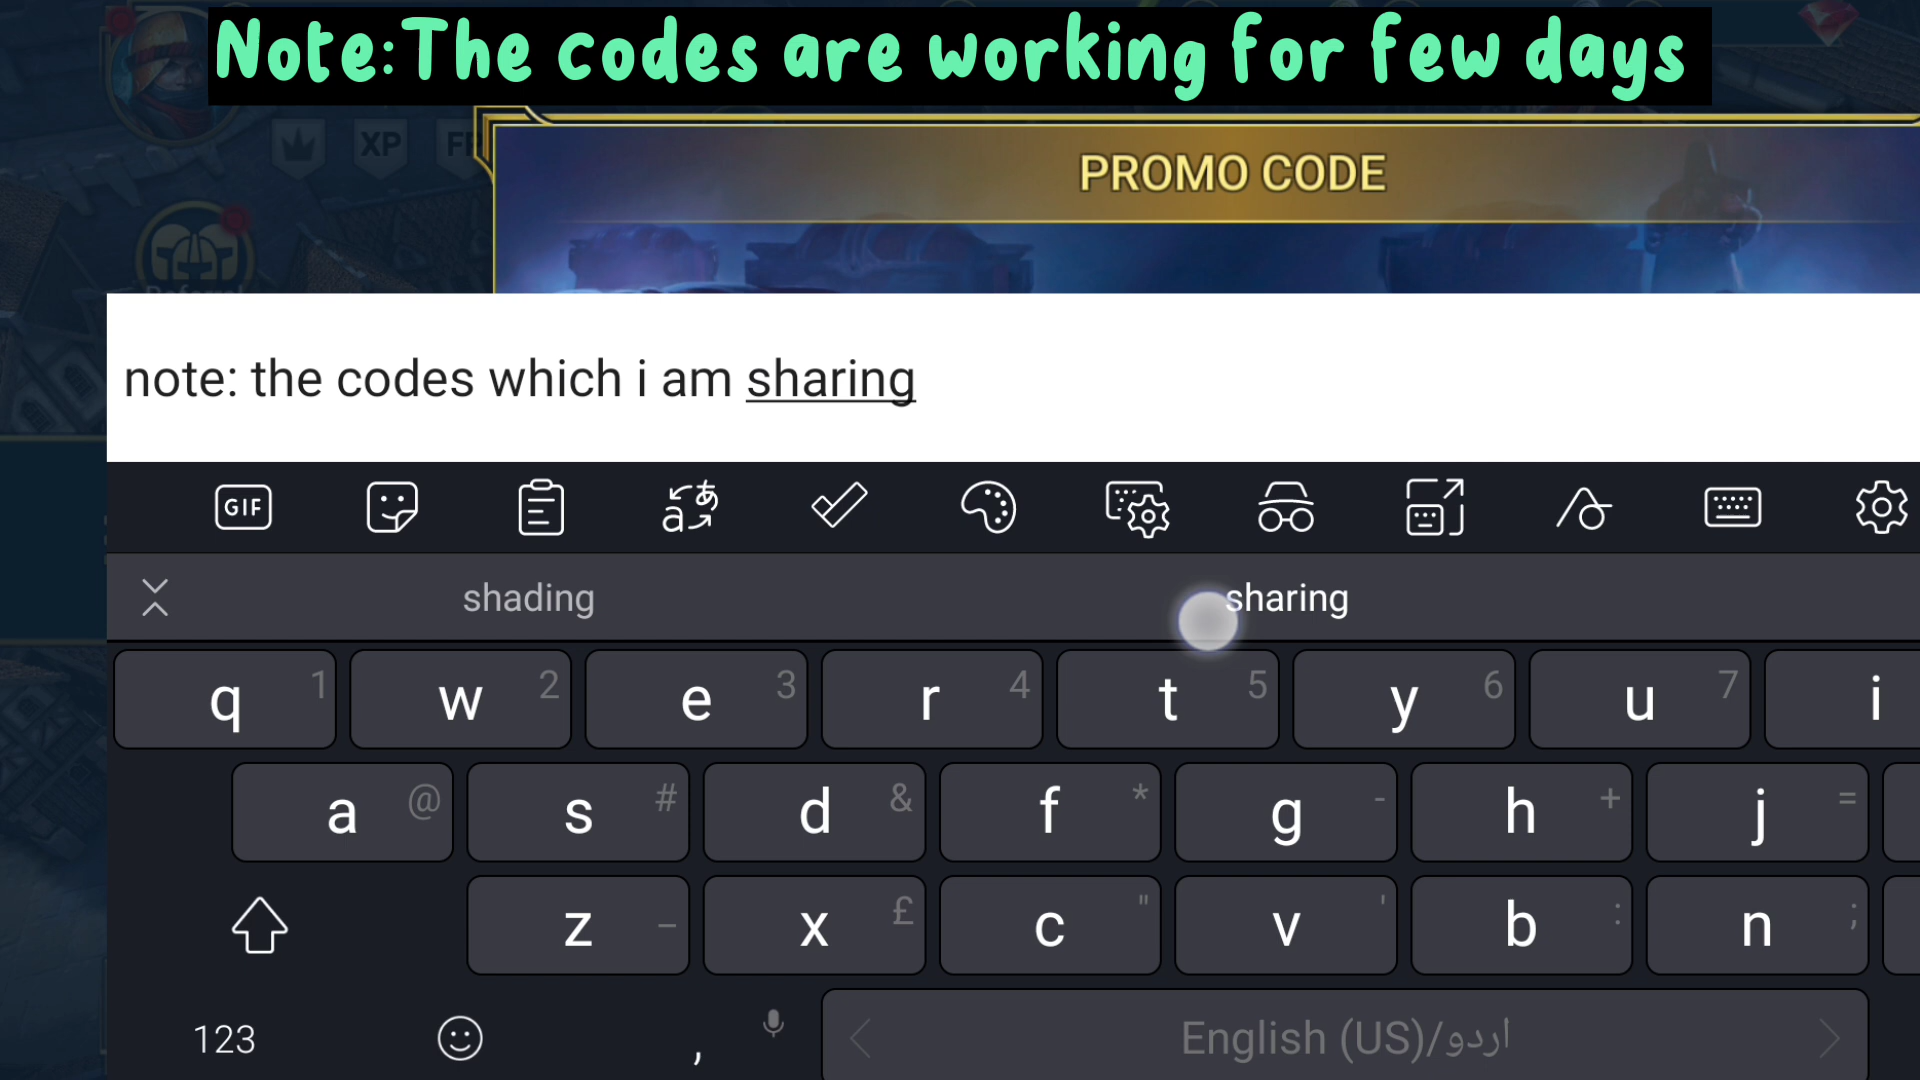 Note:The codes are working for few days
XP
PROMO CODE
note: the codes which i am sharing
GIF
shading sharing
q 1 w 2 e 3 r 4 t 5 y 6 u 7 i
a @ s # d & f * g - h + j =
z _ x £ c " v ' b : n ;
123 , English (US)/اردو